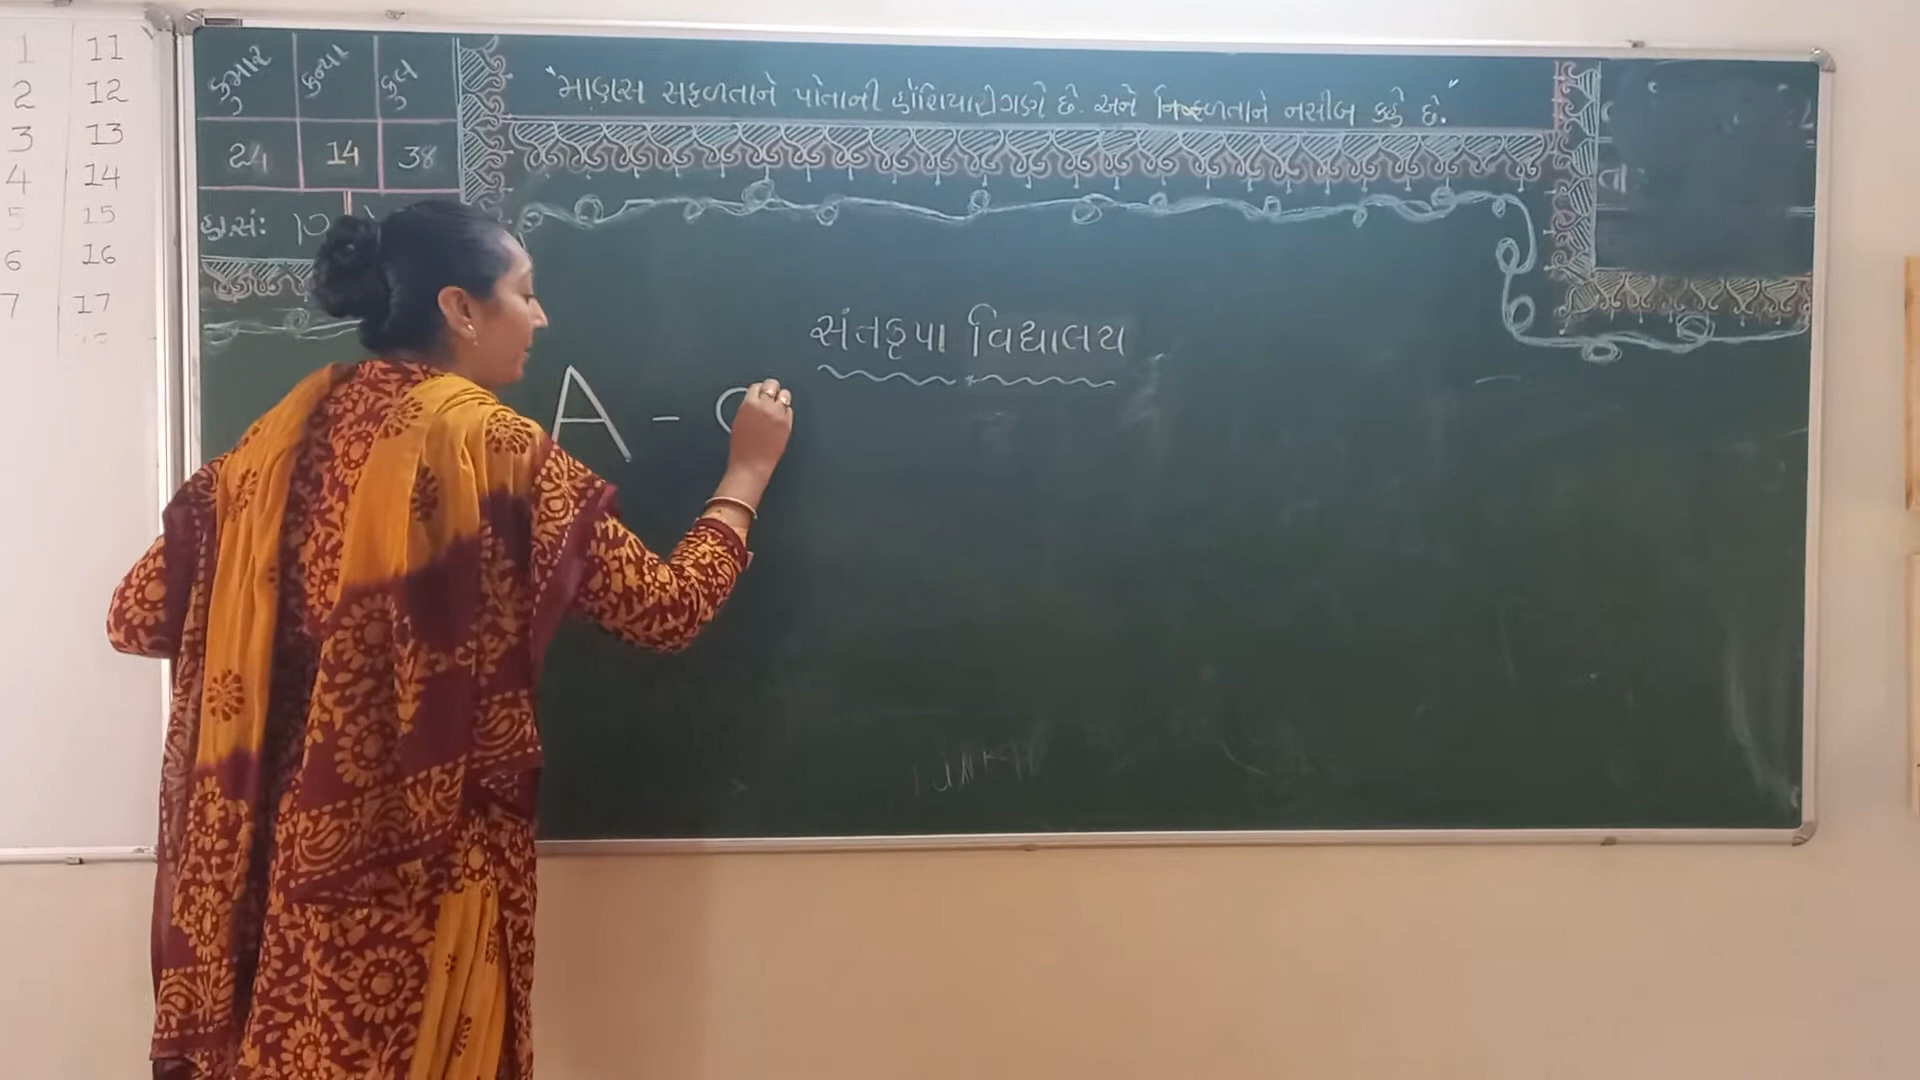 1 11
2 12
3 13
4 14
5 15
6 16
7 17
કુમાર કન્યા કુલ
24 14 38
હા.સં: 10
"માણસ સફળતાને પોતાની હોંશિયારી ગણે છે. અને નિષ્ફળતાને નસીબ કહે છે."
સંતકૃપા વિદ્યાલય
A -